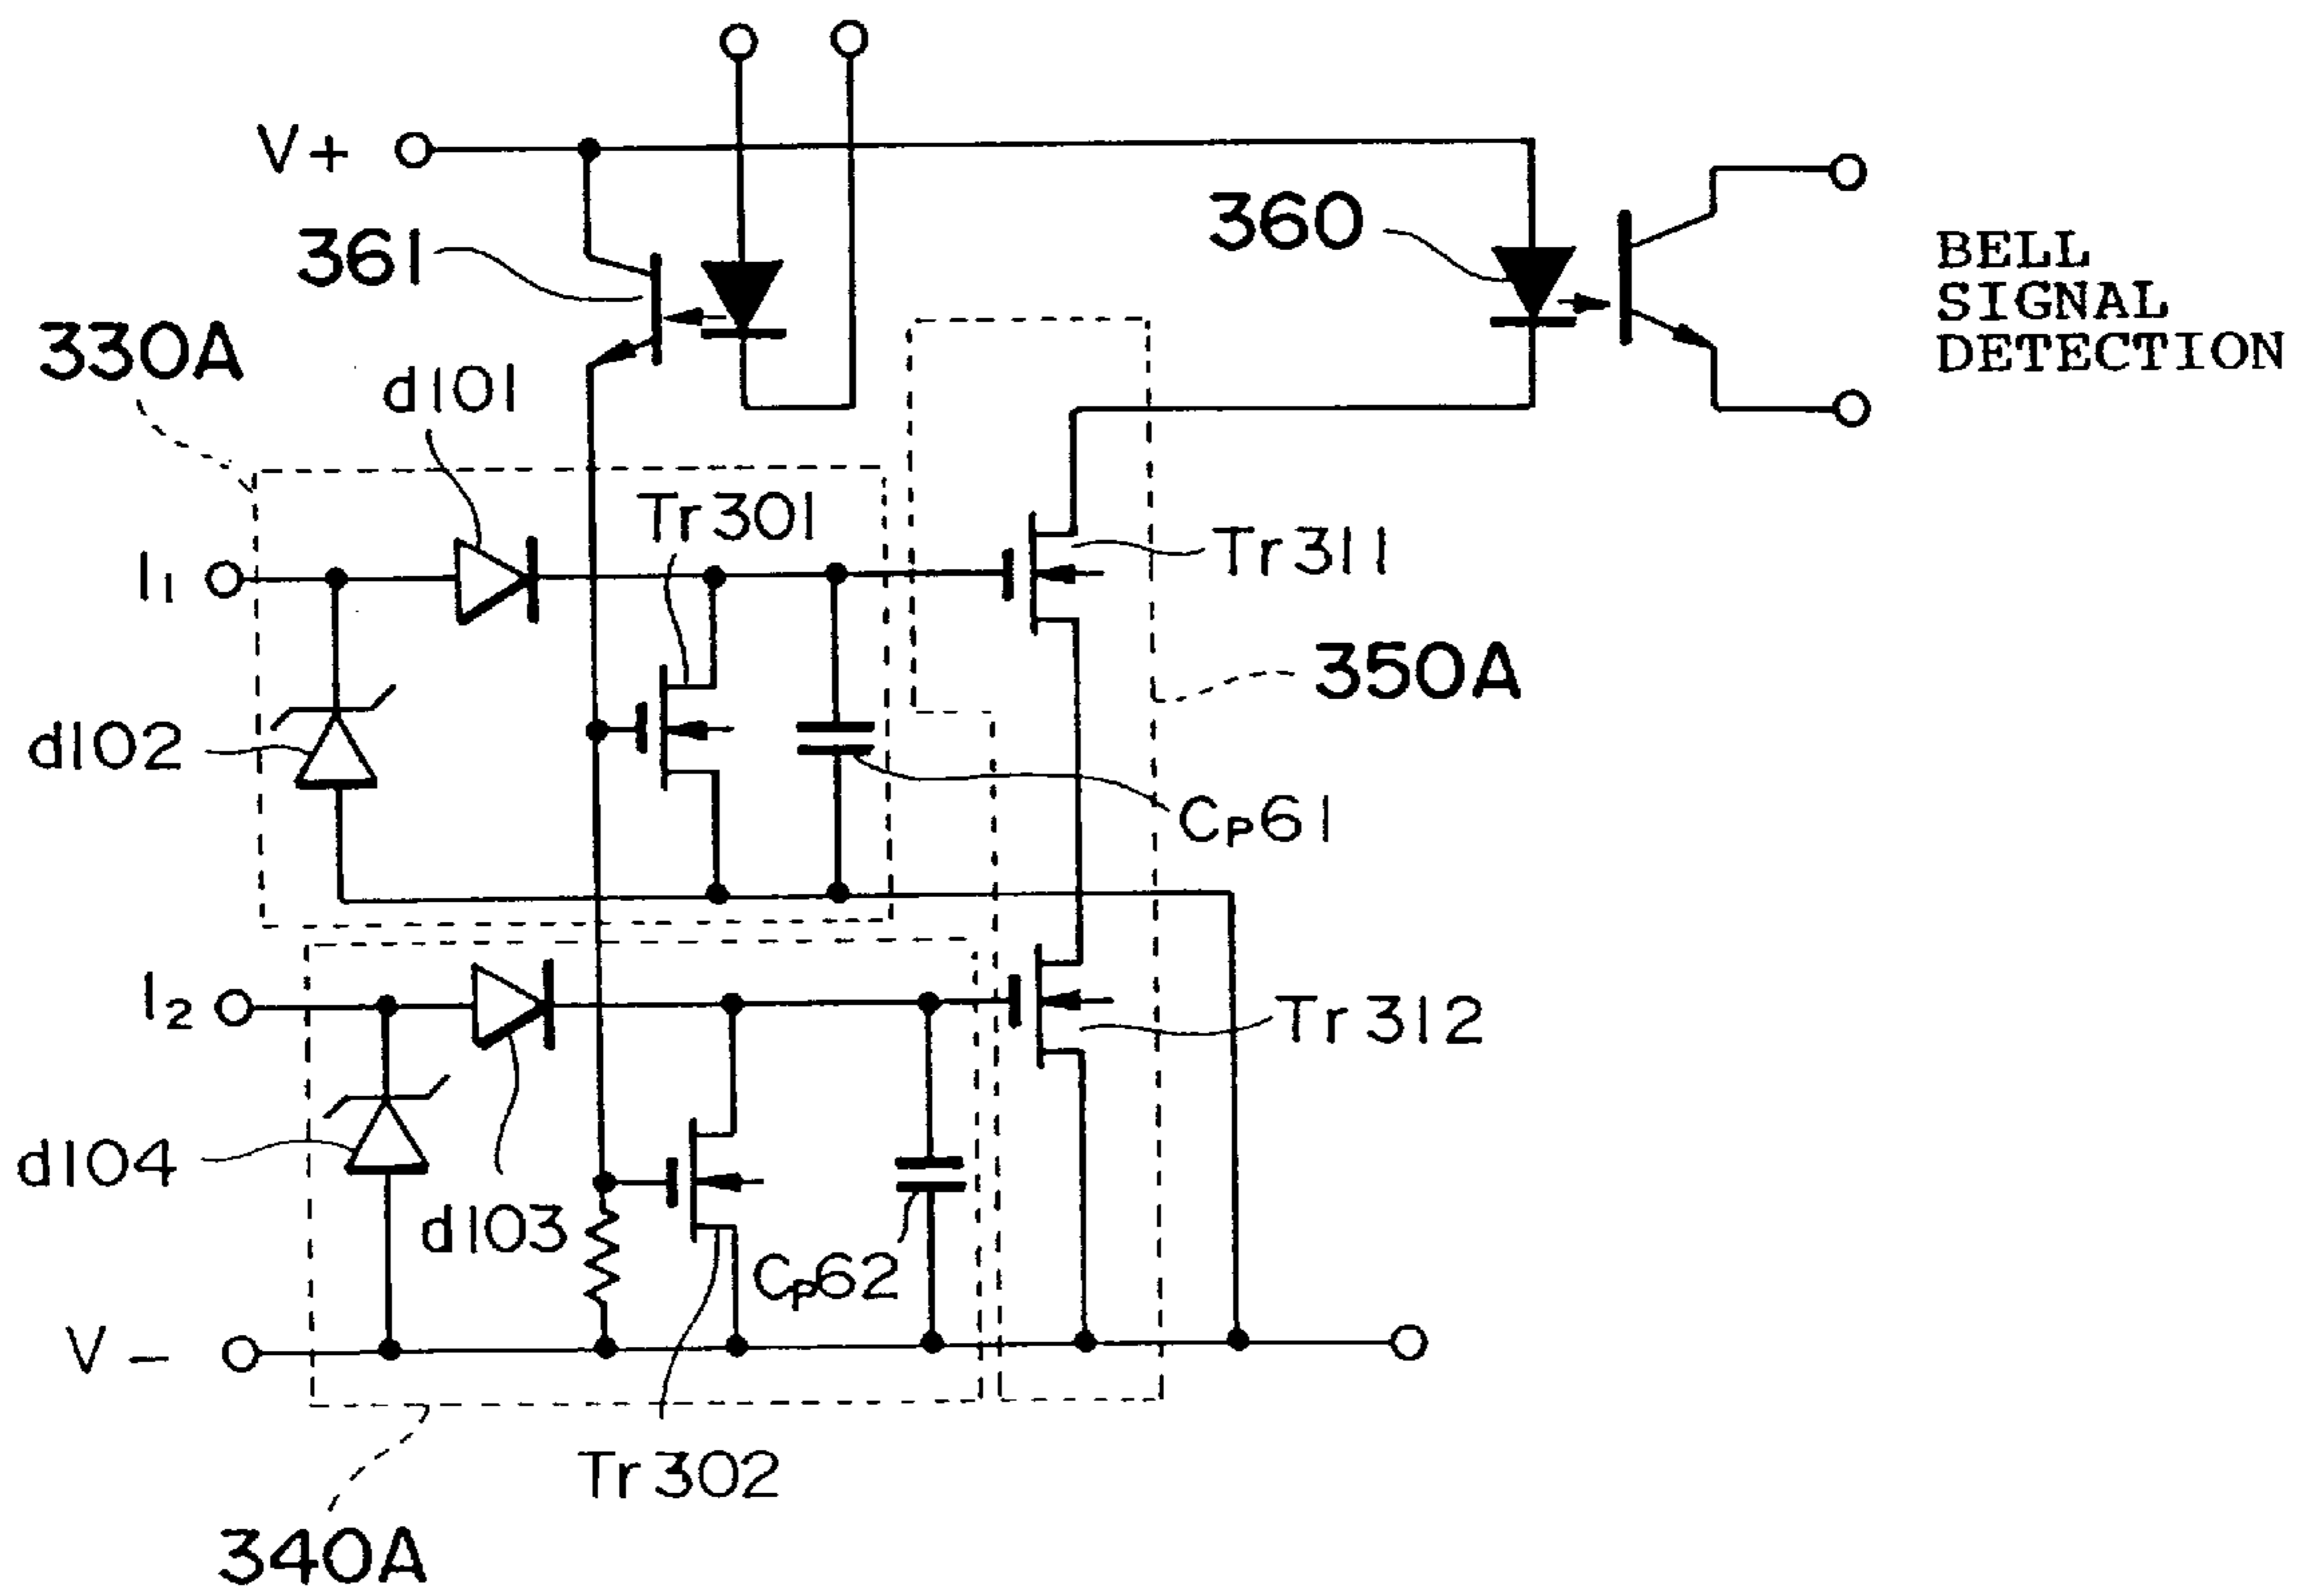 V+
361
360
BELL
SIGNAL
DETECTION
330A
d101
Tr301
I1
Tr311
350A
d102
Cp61
I2
Tr312
d104
d103
Cp62
V-
Tr302
340A